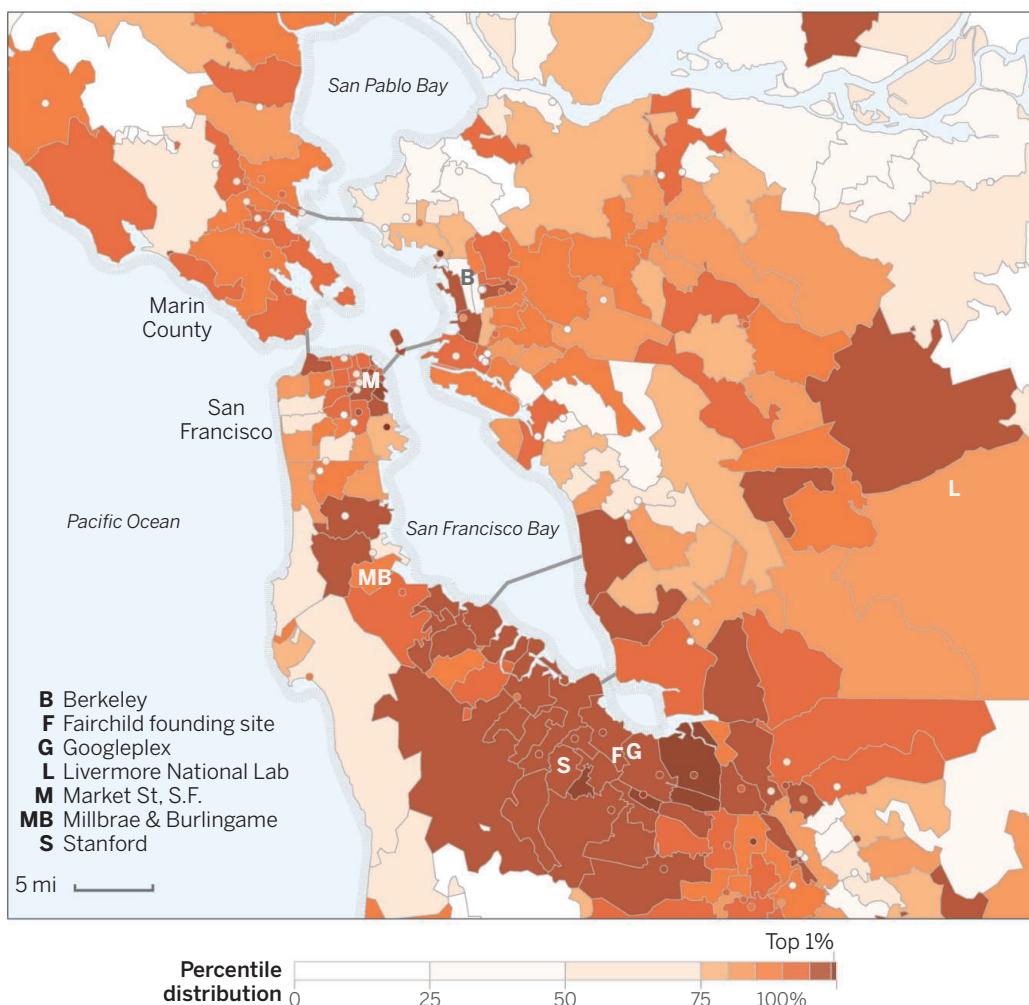 San Pablo Bay
B
Marin
County
M
San
Francisco
L
Pacific Ocean
San Francisco Bay
MB
B Berkeley
F Fairchild founding site
G Googleplex
L Livermore National Lab
M Market St, S.F.
MB Millbrae & Burlingame
S Stanford
F G
S
5 mi
Top 1%
Percentile
distribution
0 25 50 75 100%